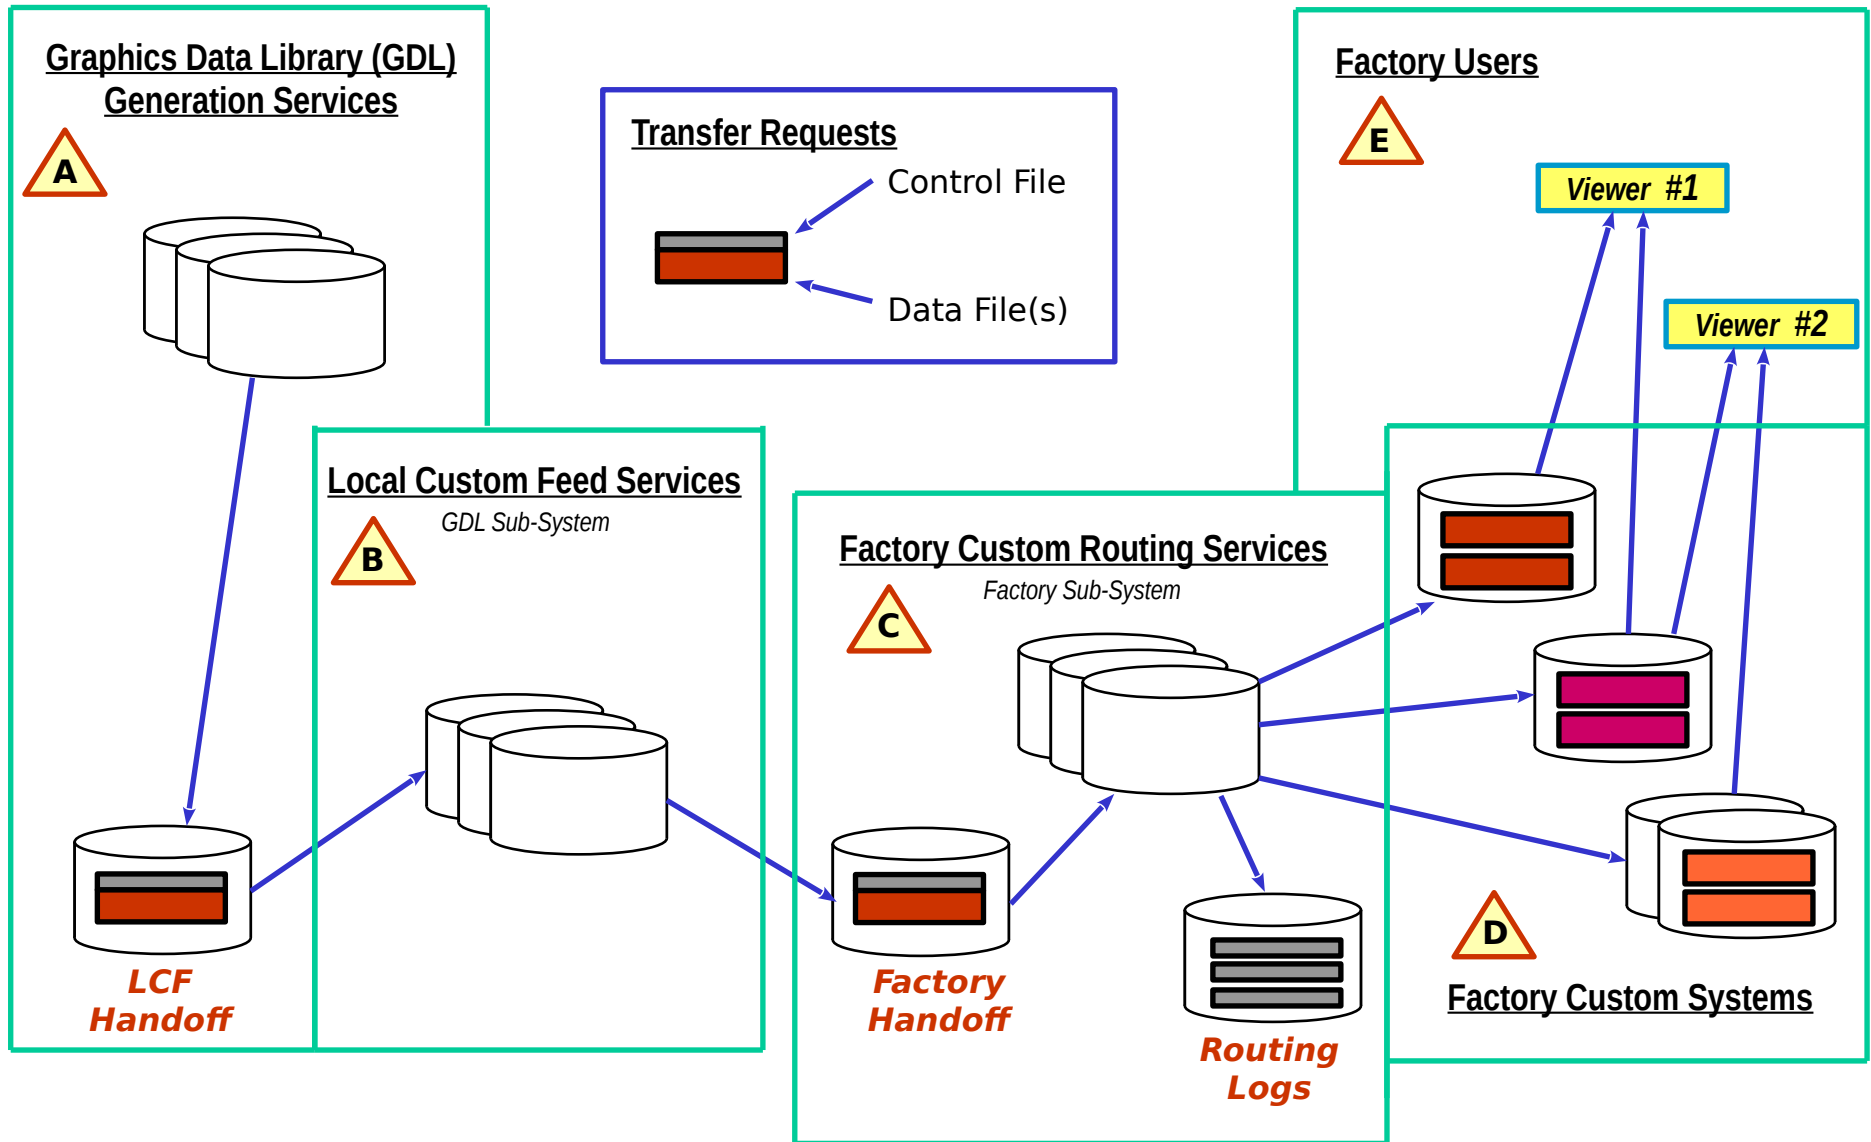 Graphics Data Library (GDL)
Generation Services
A
Transfer Requests
Control File
Data File(s)
Factory Users
E
Viewer #1
Viewer #2
Local Custom Feed Services
GDL Sub-System
B
Factory Custom Routing Services
Factory Sub-System
C
LCF
Handoff
Factory
Handoff
Routing
Logs
D
Factory Custom Systems